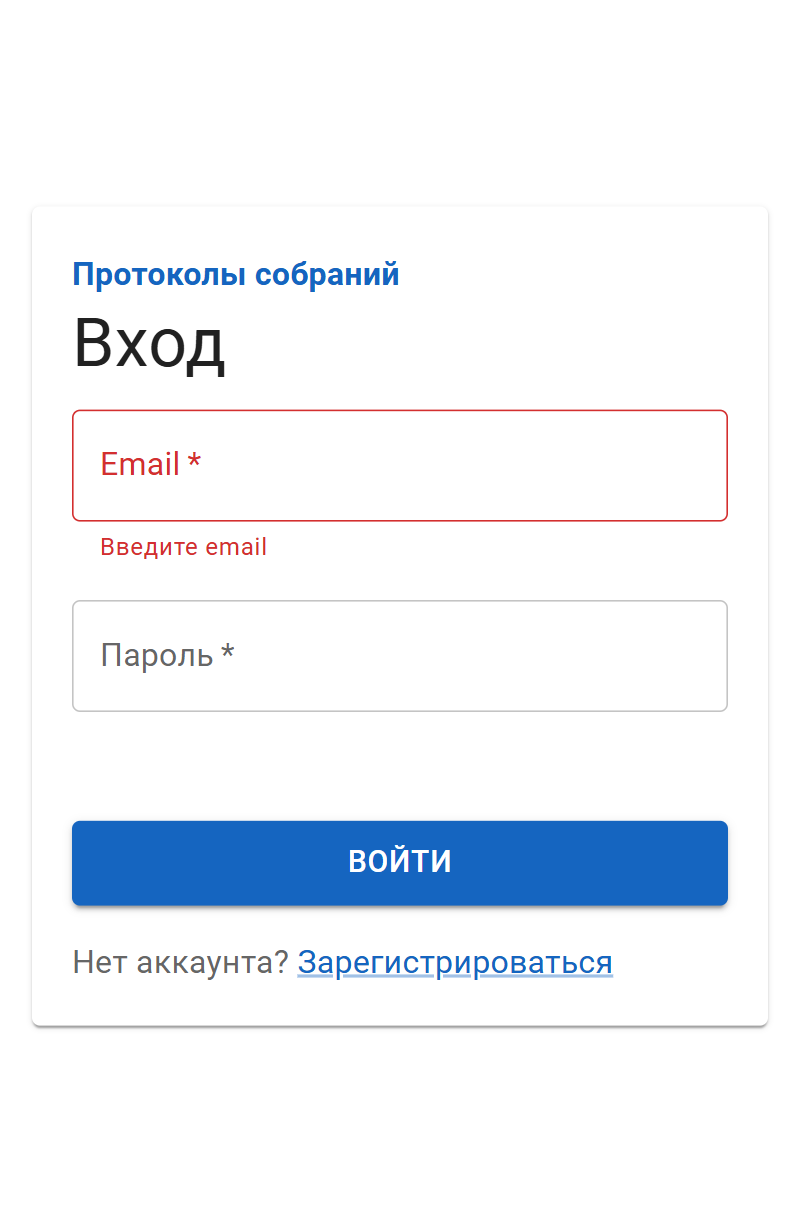 Протоколы собраний
Вход
Email *
Введите email
Пароль *
ВОЙТИ
Нет аккаунта? Зарегистрироваться